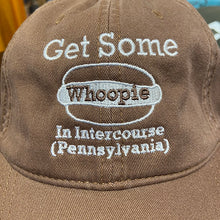 Get Some
Whoopie
In Intercourse
(Pennsylvania)